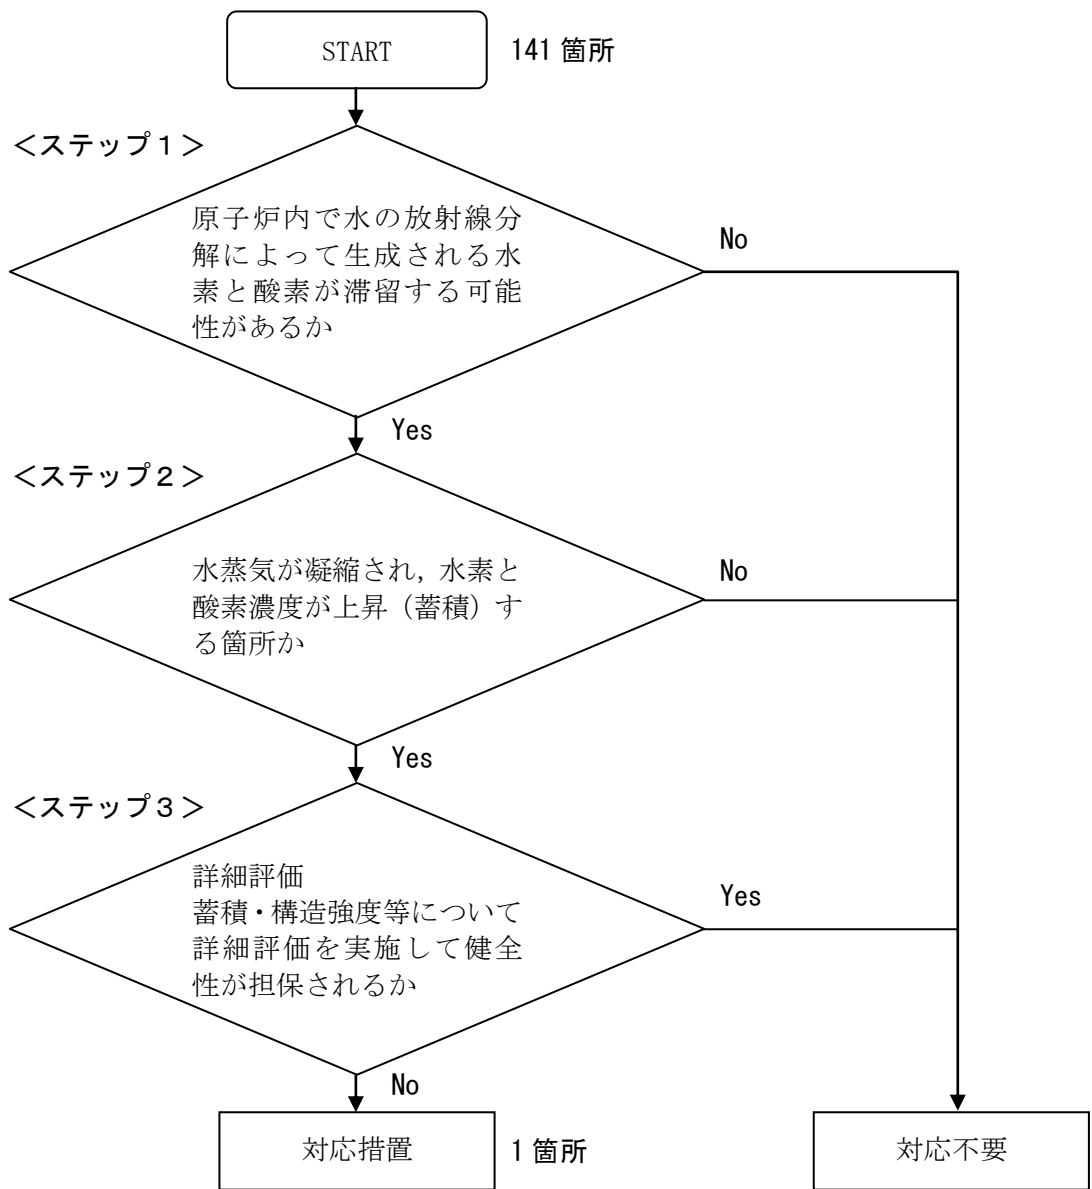 START
141 箇所
＜ステップ１＞
原子炉内で水の放射線分
解によって生成される水
素と酸素が滞留する可能
性があるか
No
Yes
＜ステップ２＞
水蒸気が凝縮され，水素と
酸素濃度が上昇（蓄積）す
る箇所か
No
Yes
＜ステップ３＞
詳細評価
蓄積・構造強度等について
詳細評価を実施して健全
性が担保されるか
Yes
No
対応措置
1 箇所
対応不要